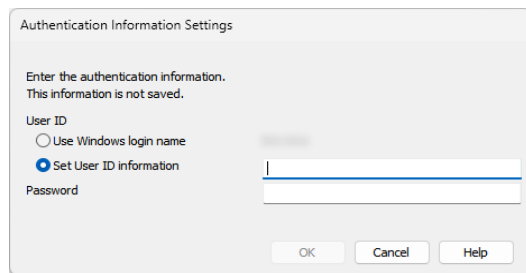 Authentication Information Settings
Enter the authentication information.
This information is not saved.
User ID
Use Windows login name
Set User ID information
Password
OK
Cancel
Help